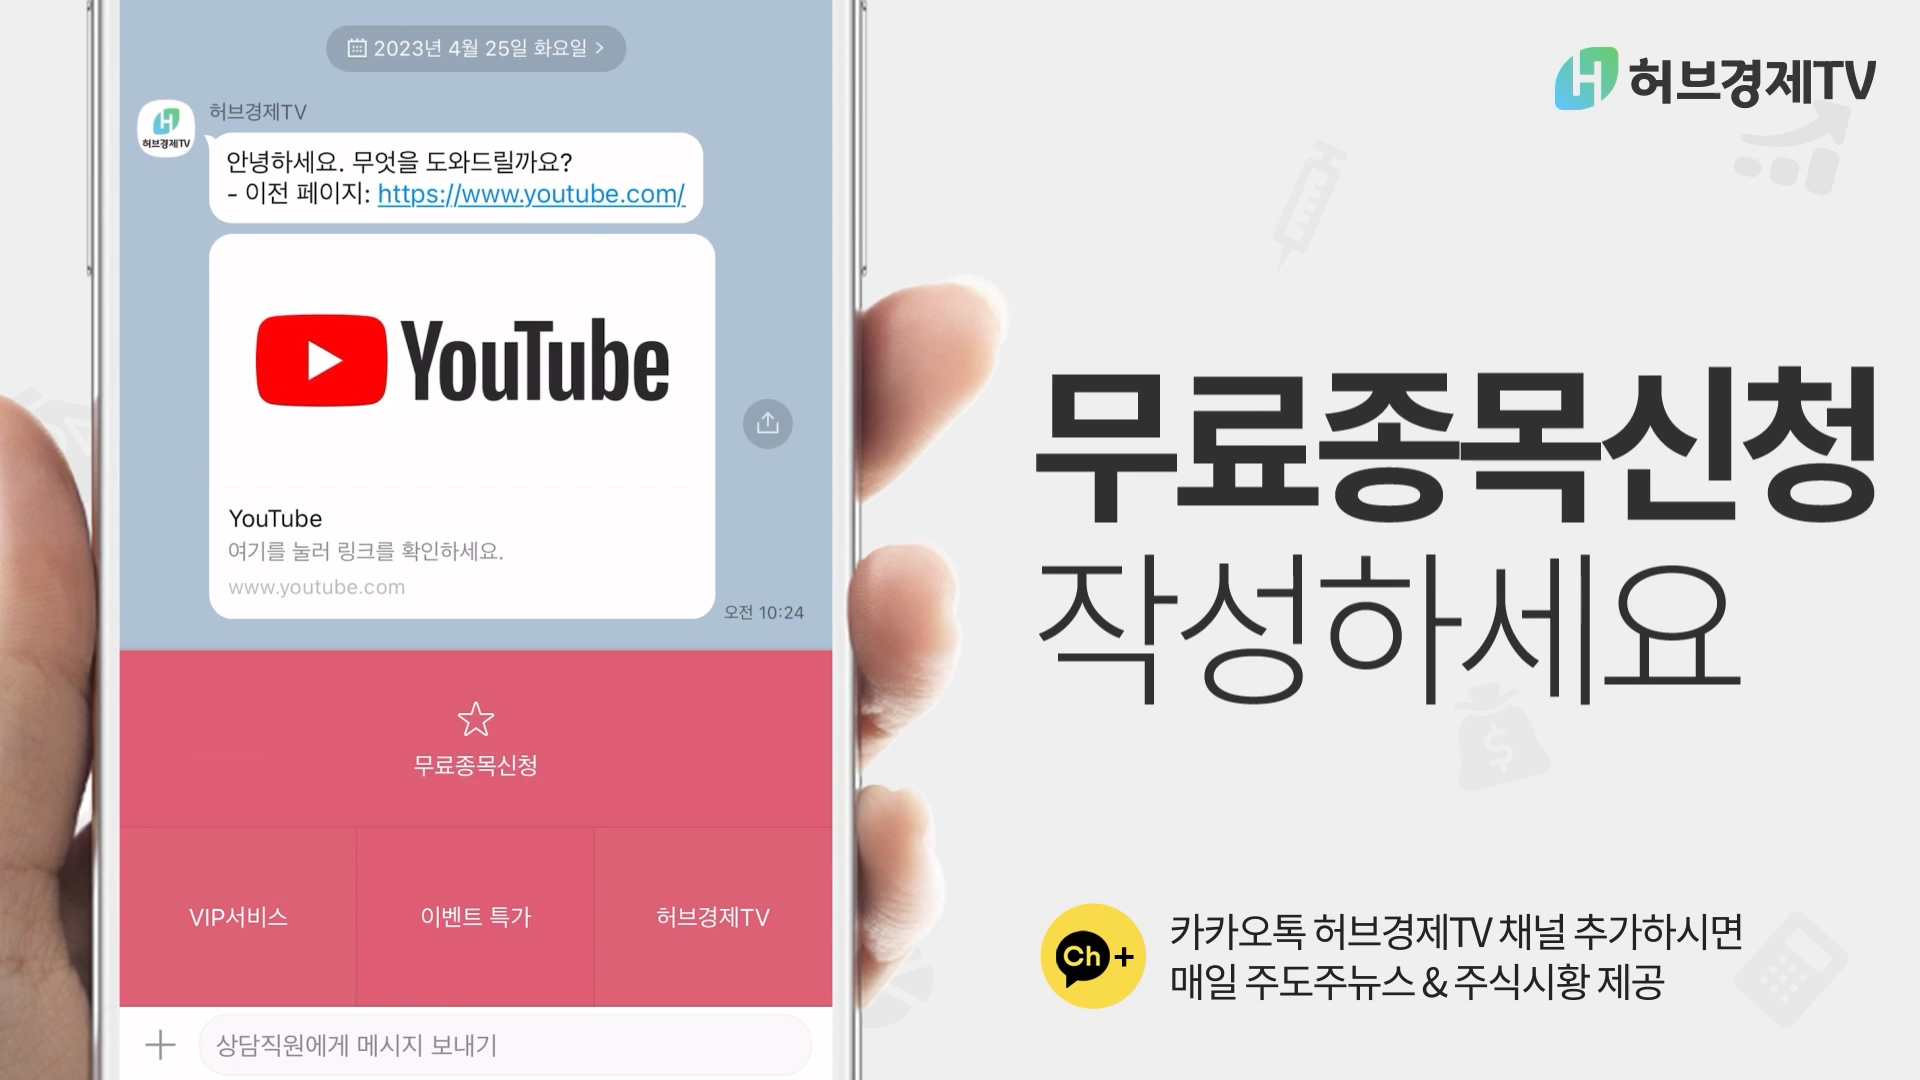 2023년 4월 25일 화요일 >
허브경제TV
허브경제TV
안녕하세요. 무엇을 도와드릴까요?
- 이전 페이지: https://www.youtube.com/
YouTube
YouTube
여기를 눌러 링크를 확인하세요.
www.youtube.com
오전 10:24
무료종목신청
VIP서비스
이벤트 특가
허브경제TV
상담직원에게 메시지 보내기
허브경제TV
무료종목신청
작성하세요
Ch+
카카오톡 허브경제TV 채널 추가하시면
매일 주도주뉴스 & 주식시황 제공